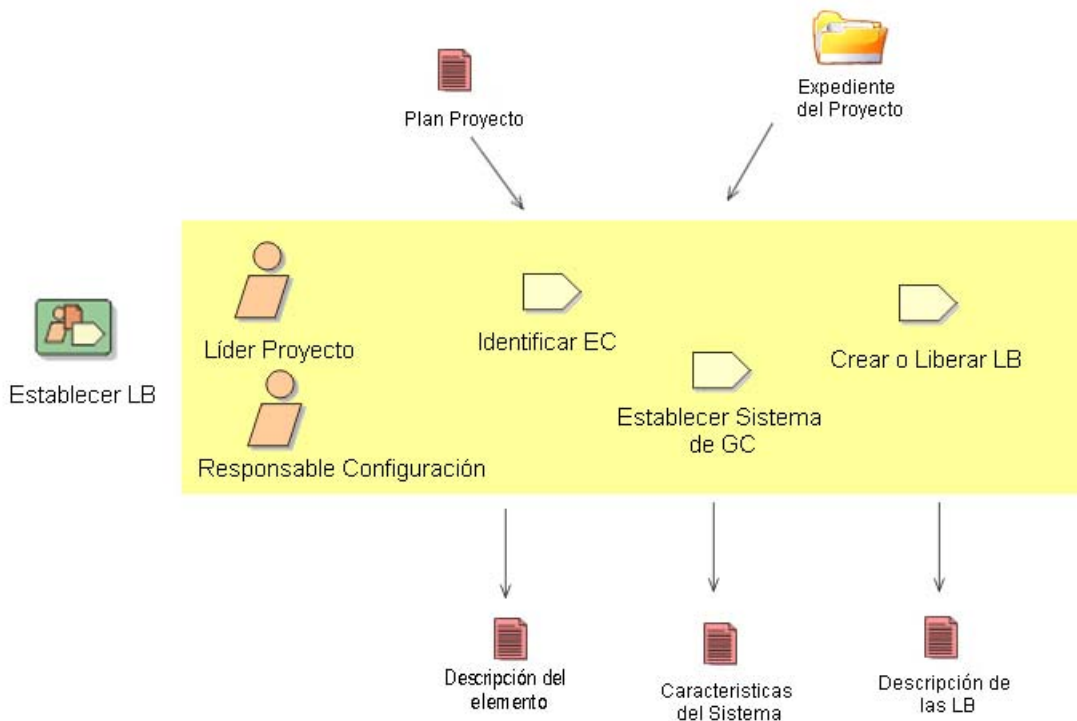 Plan Proyecto
Expediente
del Proyecto
Establecer LB
Líder Proyecto
Responsable Configuración
Identificar EC
Establecer Sistema
de GC
Crear o Liberar LB
Descripción del
elemento
Caracteristicas
del Sistema
Descripción de
las LB